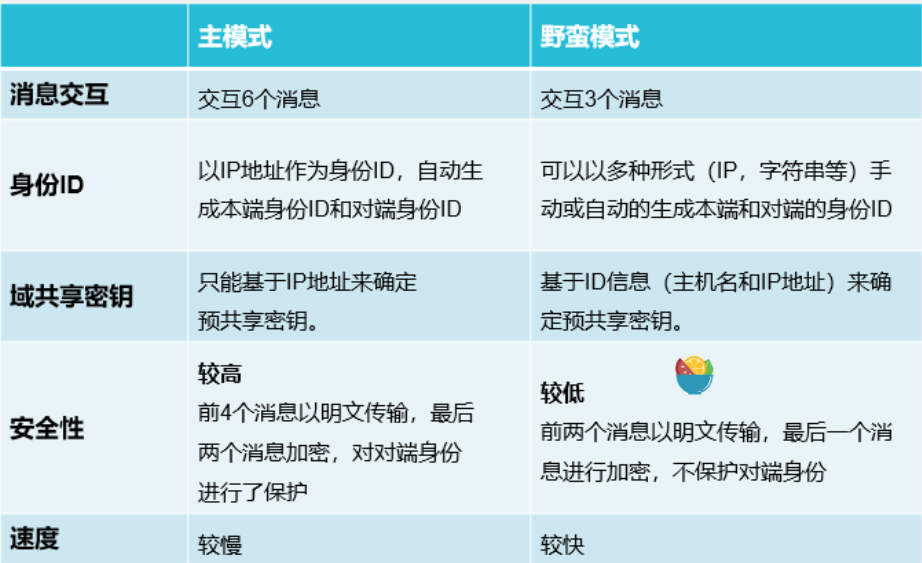 主模式
野蛮模式
消息交互
交互6个消息
交互3个消息
身份ID
以IP地址作为身份ID，自动生
成本端身份ID和对端身份ID
可以以多种形式（IP，字符串等）手
动或自动的生成本端和对端的身份ID
域共享密钥
只能基于IP地址来确定
预共享密钥。
基于ID信息（主机名和IP地址）来确
定预共享密钥。
安全性
较高
前4个消息以明文传输，最后
两个消息加密，对对端身份
进行了保护
较低
前两个消息以明文传输，最后一个消
息进行加密，不保护对端身份
速度
较慢
较快